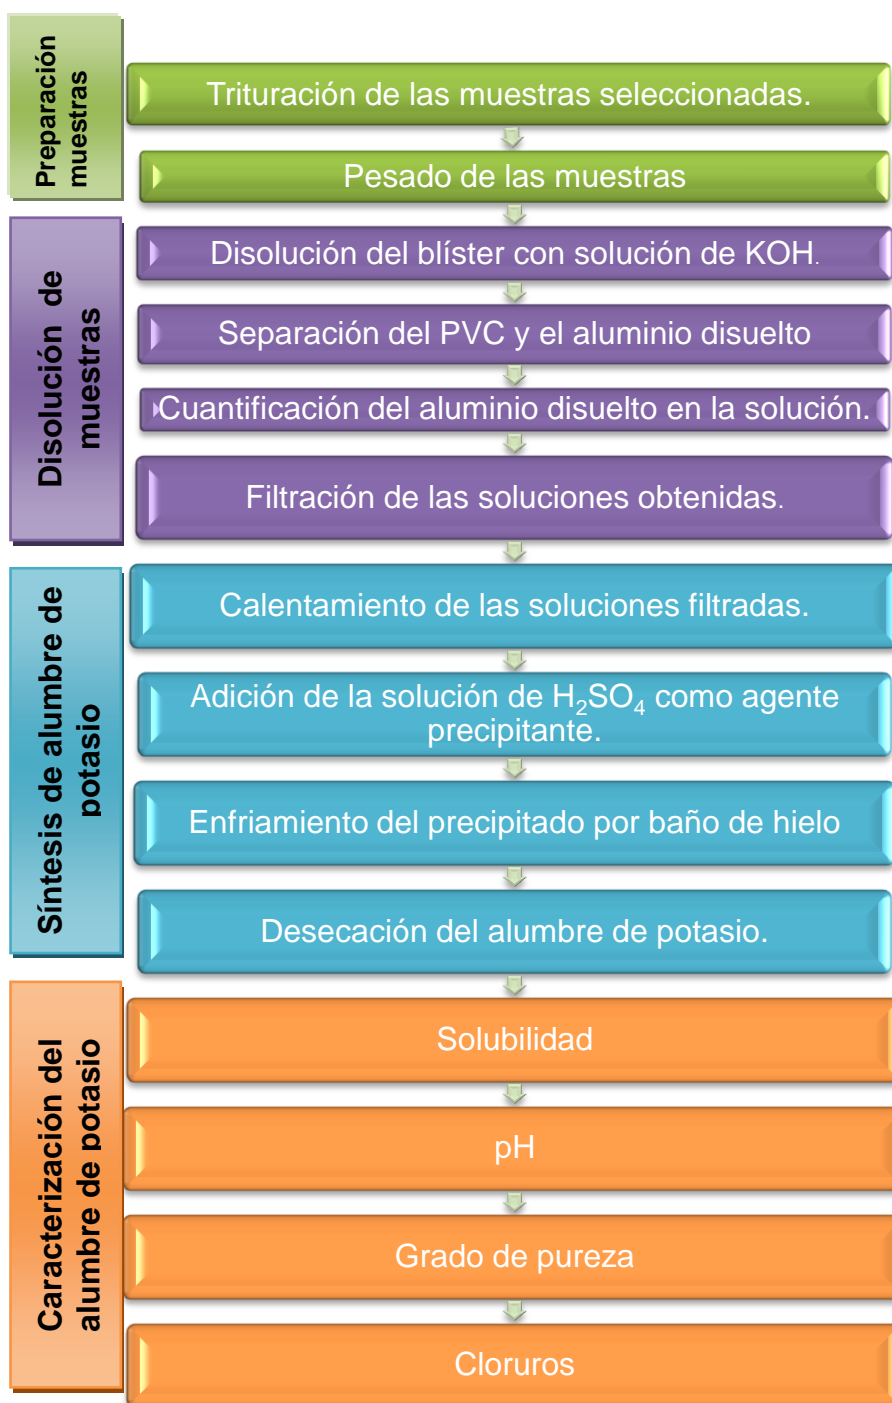 Preparación
muestras
Trituración de las muestras seleccionadas.
Pesado de las muestras
Disolución de
muestras
Disolución del blíster con solución de KOH.
Separación del PVC y el aluminio disuelto
Cuantificación del aluminio disuelto en la solución.
Filtración de las soluciones obtenidas.
Síntesis de alumbre de
potasio
Calentamiento de las soluciones filtradas.
Adición de la solución de H₂SO₄ como agente
precipitante.
Enfriamiento del precipitado por baño de hielo
Desecación del alumbre de potasio.
Caracterización del
alumbre de potasio
Solubilidad
pH
Grado de pureza
Cloruros